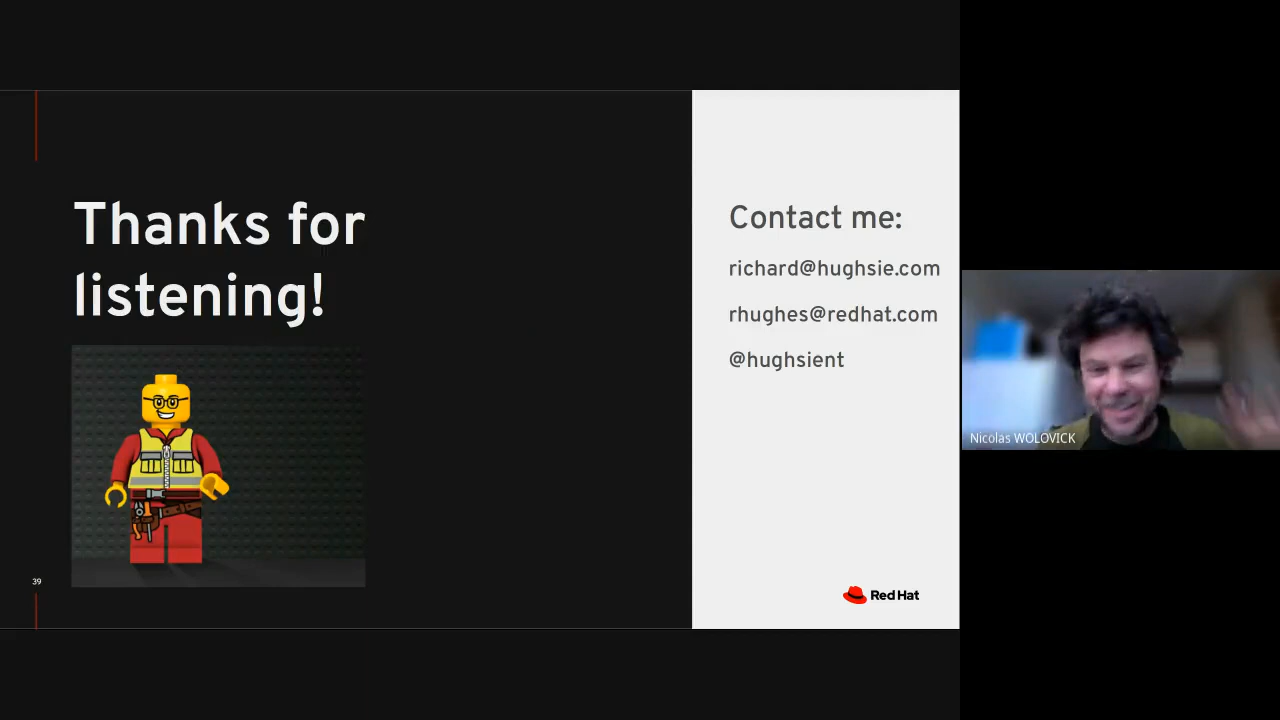 Thanks for
listening!
39
Contact me:
richard@hughsie.com
rhughes@redhat.com
@hughsient
Red Hat
Nicolas WOLOVICK